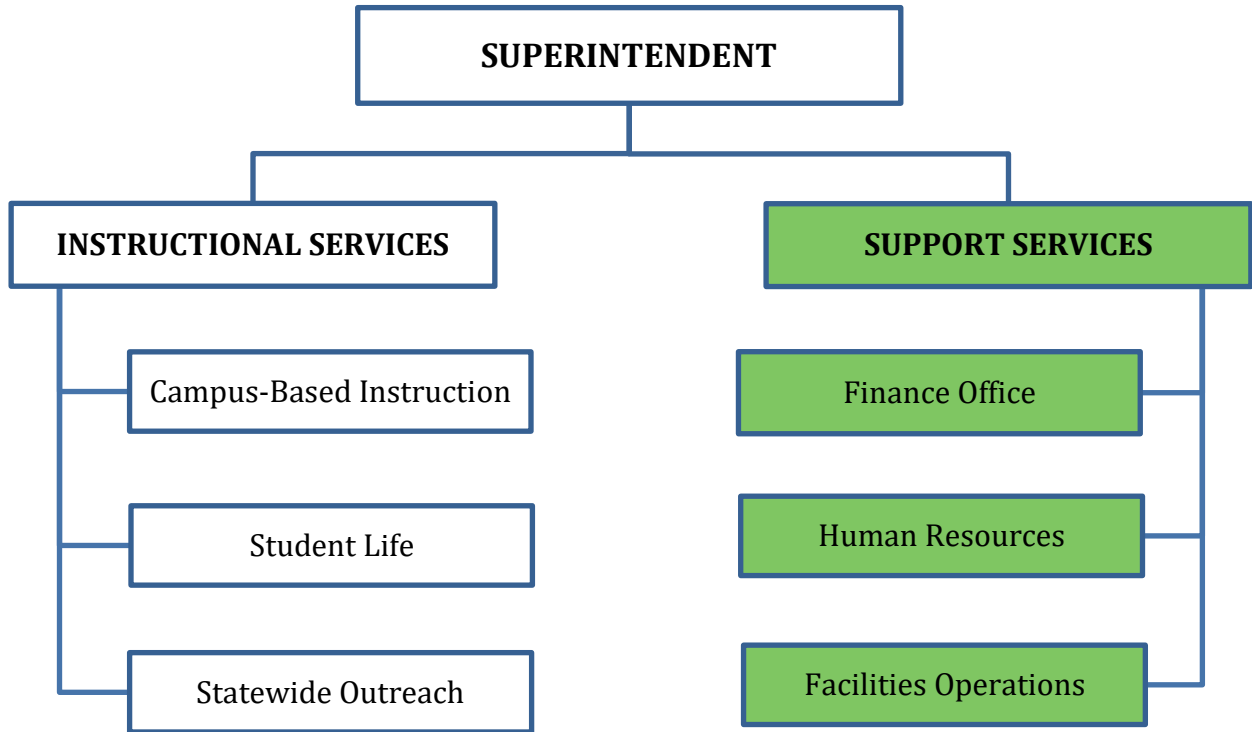 SUPERINTENDENT
INSTRUCTIONAL SERVICES
SUPPORT SERVICES
Campus-Based Instruction
Finance Office
Student Life
Human Resources
Statewide Outreach
Facilities Operations